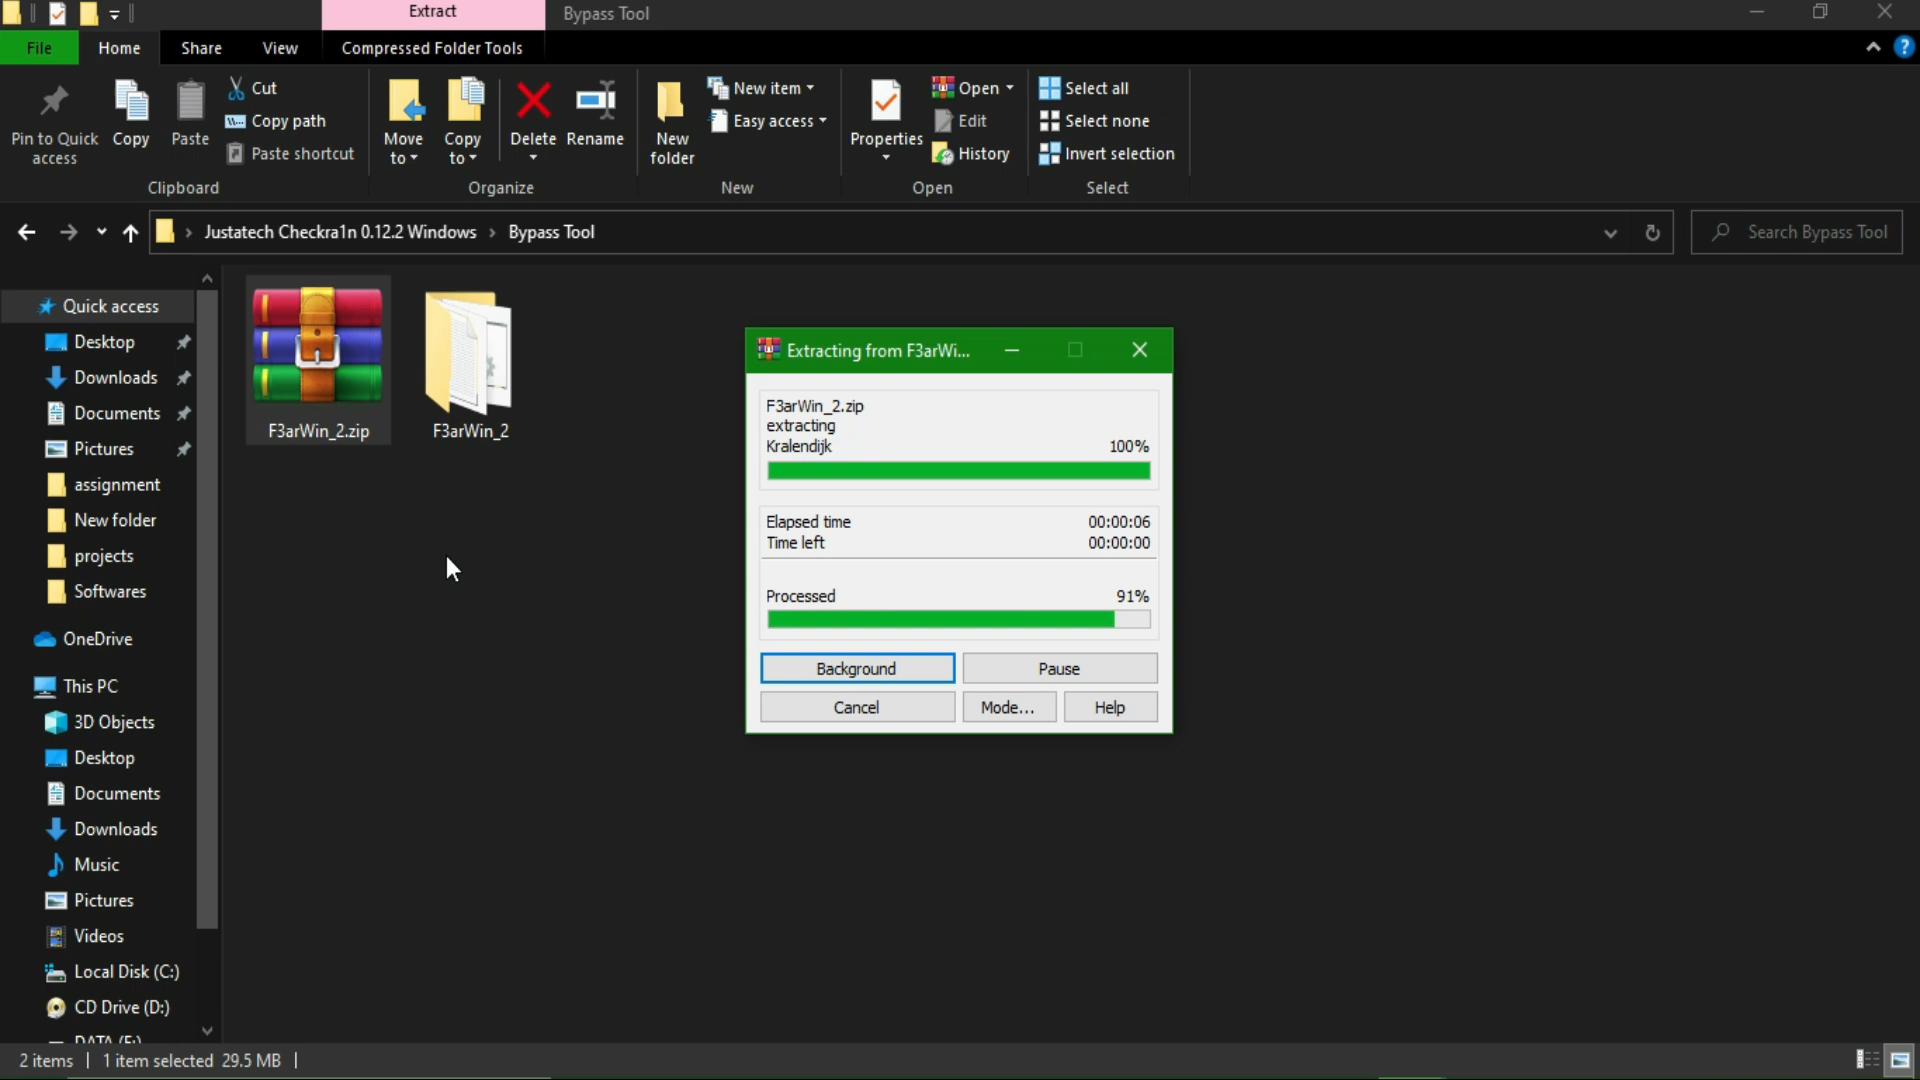 Extract
Bypass Tool
File
Home
Share
View
Compressed Folder Tools
Pin to Quick
access
Copy
Paste
Cut
Copy path
Paste shortcut
Clipboard
Move
to
Copy
to
Delete
Rename
Organize
New
folder
New item
Easy access
New
Properties
Open
Edit
History
Open
Select all
Select none
Invert selection
Select
Justatech Checkra1n 0.12.2 Windows › Bypass Tool
Search Bypass Tool
Quick access
Desktop
Downloads
Documents
Pictures
assignment
New folder
projects
Softwares
OneDrive
This PC
3D Objects
Desktop
Documents
Downloads
Music
Pictures
Videos
Local Disk (C:)
CD Drive (D:)
F3arWin_2.zip
F3arWin_2
Extracting from F3arWi...
F3arWin_2.zip
extracting
Kralendijk 100%
Elapsed time 00:00:06
Time left 00:00:00
Processed 91%
Background
Pause
Cancel
Mode...
Help
2 items
1 item selected 29.5 MB